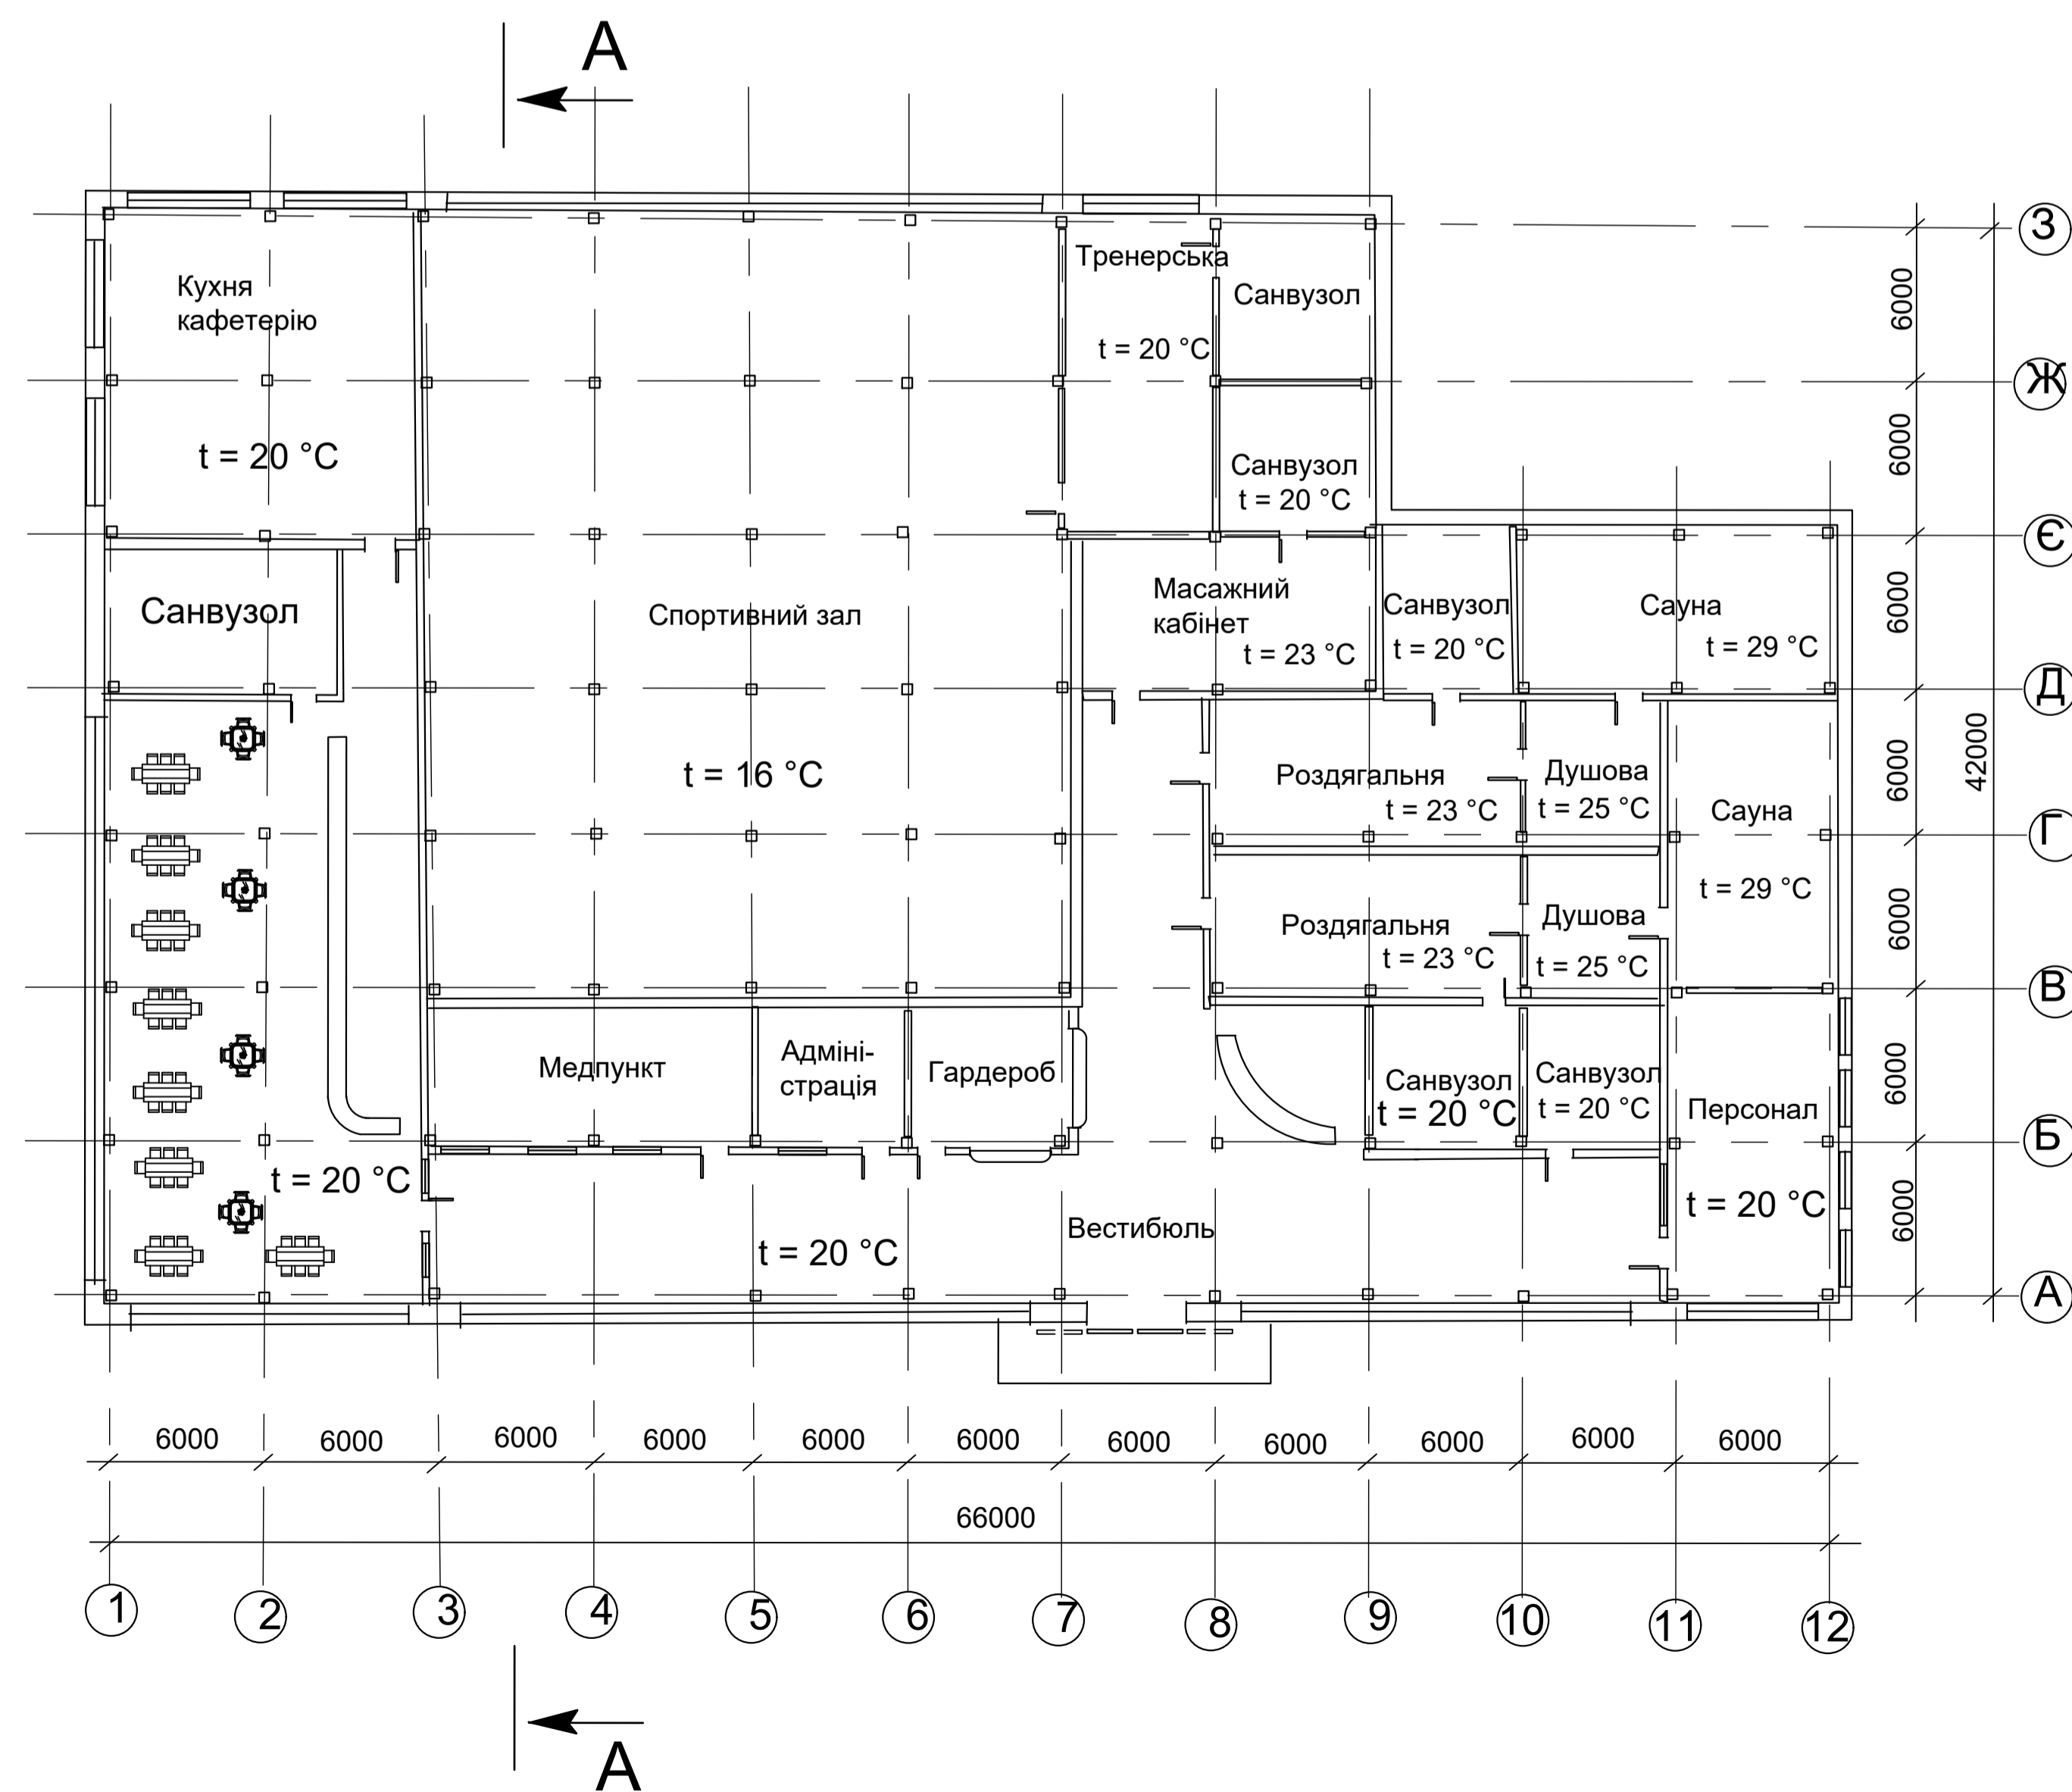 А
З
Тренерська
Кухня
кафетерію
Санвузол
6000
t = 20 °C
Ж
t = 20 °C
Санвузол
t = 20 °C
6000
Є
Санвузол
Спортивний зал
Масажний
кабінет
t = 23 °C
Санвузол
t = 20 °C
Сауна
t = 29 °C
6000
Д
t = 16 °C
Роздягальня
t = 23 °C
Душова
t = 25 °C
Сауна
t = 29 °C
6000
42000
Г
Роздягальня
t = 23 °C
Душова
t = 25 °C
6000
В
Медпункт
Адміні-
страція
Гардероб
Санвузол
t = 20 °C
Санвузол
t = 20 °C
Персонал
6000
Б
t = 20 °C
t = 20 °C
Вестибюль
t = 20 °C
6000
А
6000 6000 6000 6000 6000 6000 6000 6000 6000 6000 6000
66000
1 2 3 4 5 6 7 8 9 10 11 12
А